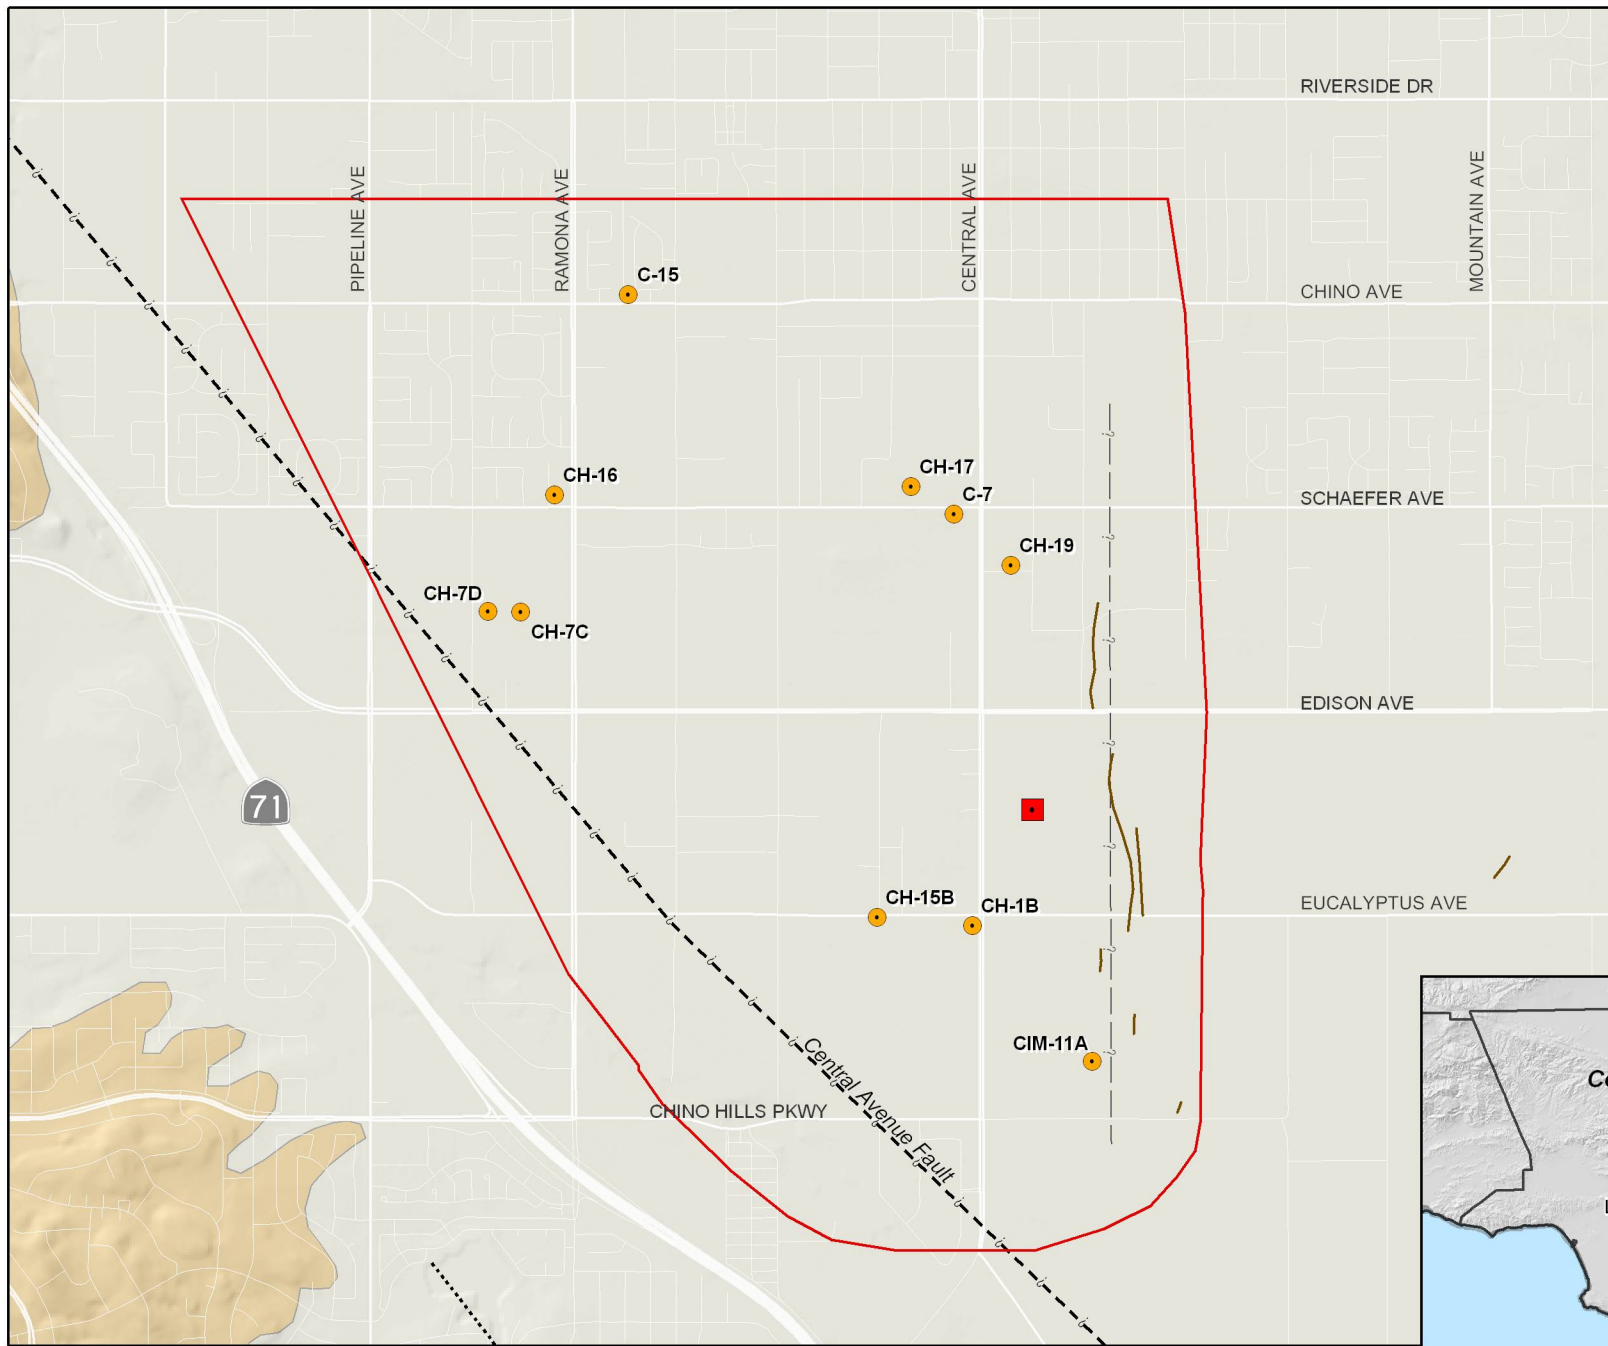 RIVERSIDE DR
PIPELINE AVE
RAMONA AVE
CENTRAL AVE
MOUNTAIN AVE
C-15
CHINO AVE
CH-16
CH-17
C-7
SCHAEFER AVE
CH-19
CH-7D
CH-7C
EDISON AVE
71
CH-15B
CH-1B
EUCALYPTUS AVE
CIM-11A
CHINO HILLS PKWY
Central Avenue Fault
?
?
?
?
?
?
?